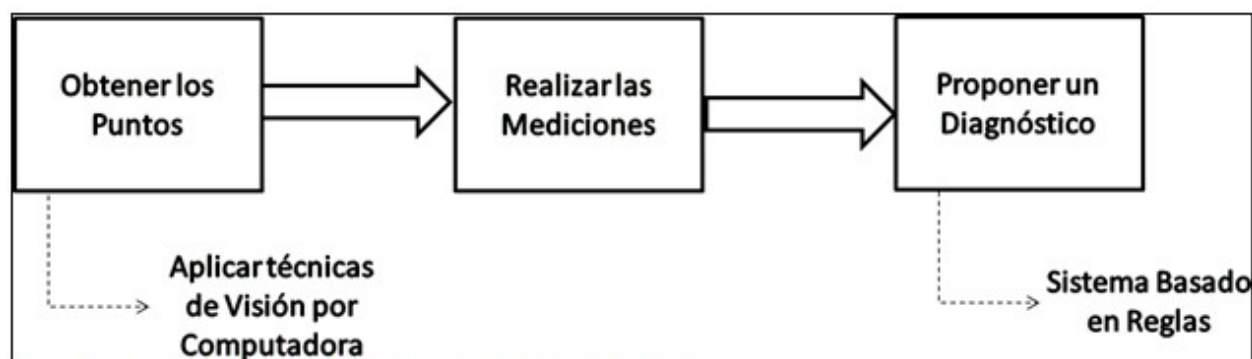 Obtener los
Puntos
Realizar las
Mediciones
Proponer un
Diagnóstico
Aplicar técnicas
de Visión por
Computadora
Sistema Basado
en Reglas